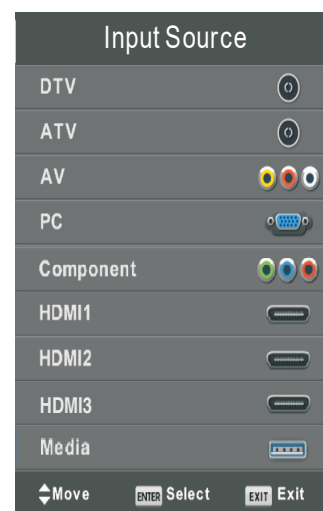 Input Source
DTV
ATV
AV
PC
Component
HDMI1
HDMI2
HDMI3
Media
Move ENTER Select EXIT Exit